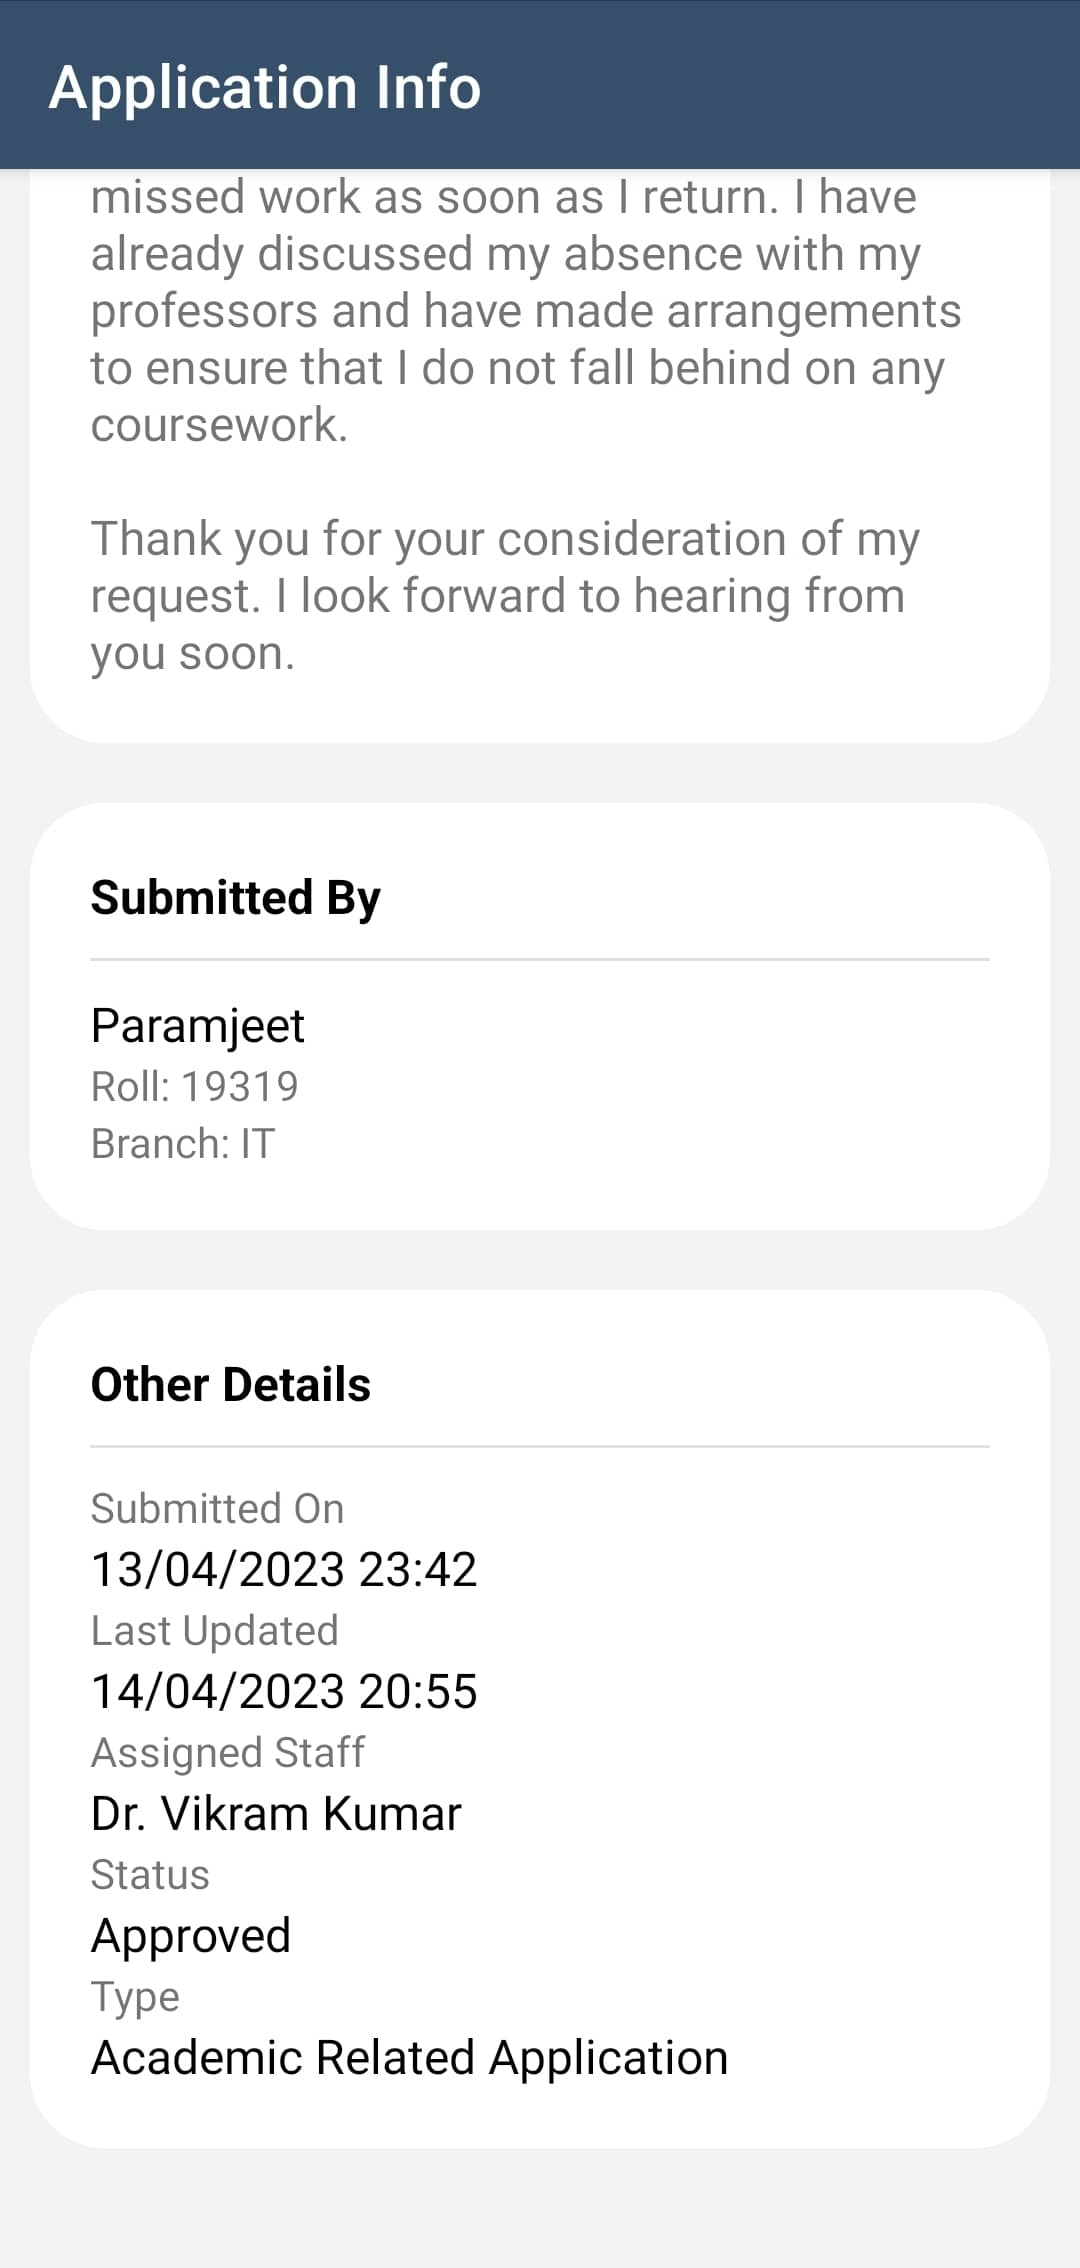 Application Info
missed work as soon as I return. I have
already discussed my absence with my
professors and have made arrangements
to ensure that I do not fall behind on any
coursework.
Thank you for your consideration of my
request. I look forward to hearing from
you soon.
Submitted By
Paramjeet
Roll: 19319
Branch: IT
Other Details
Submitted On
13/04/2023 23:42
Last Updated
14/04/2023 20:55
Assigned Staff
Dr. Vikram Kumar
Status
Approved
Type
Academic Related Application